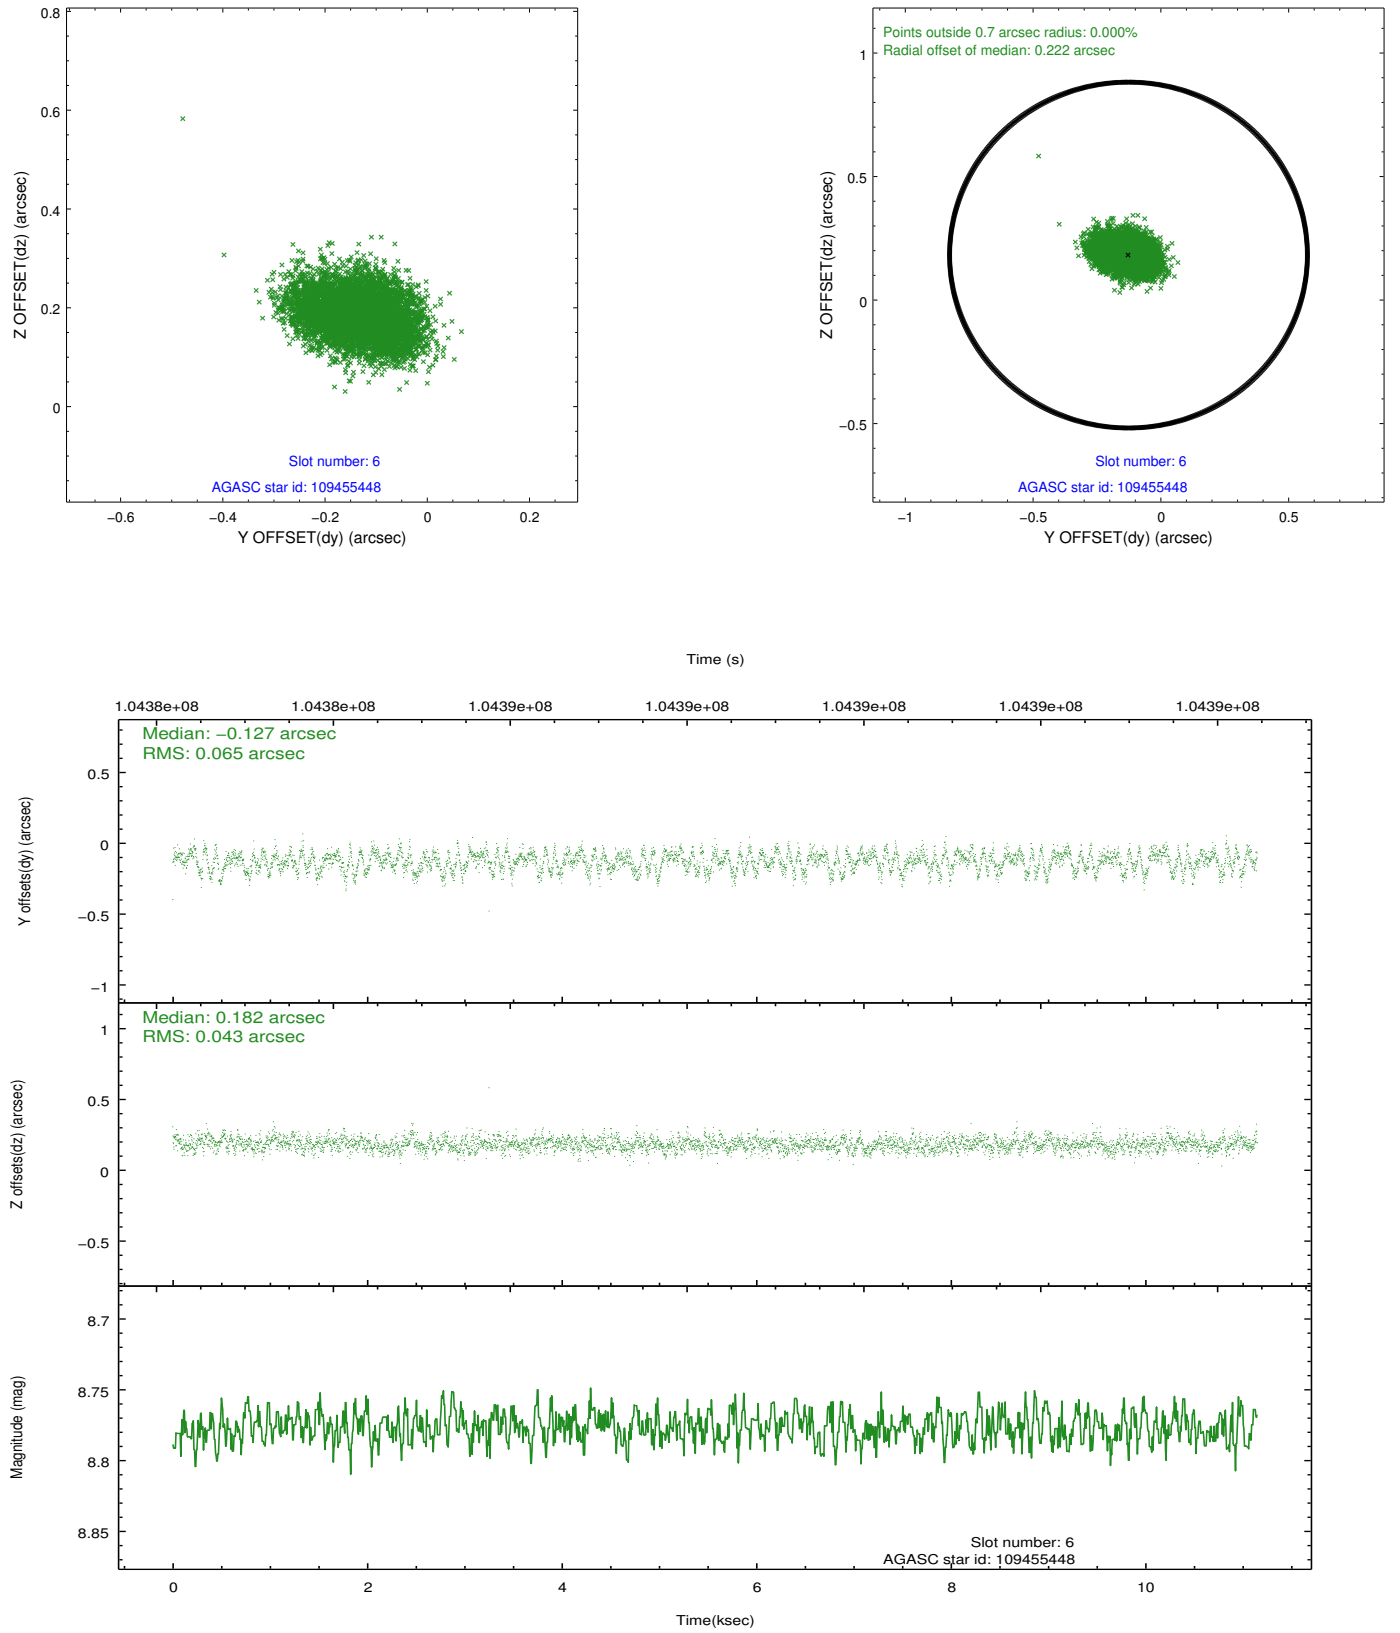 0.8
0.6
0.4
0.2
0
Z OFFSET(dz) (arcsec)
Slot number: 6
AGASC star id: 109455448
−0.6 −0.4 −0.2 0 0.2
Y OFFSET(dy) (arcsec)
Points outside 0.7 arcsec radius: 0.000%
Radial offset of median: 0.222 arcsec
1
0.5
0
−0.5
Z OFFSET(dz) (arcsec)
Slot number: 6
AGASC star id: 109455448
−1 −0.5 0 0.5
Y OFFSET(dy) (arcsec)
Time (s)
1.0438e+08 1.0438e+08 1.0439e+08 1.0439e+08 1.0439e+08 1.0439e+08 1.0439e+08
Median: −0.127 arcsec
RMS: 0.065 arcsec
0.5
0
−0.5
−1
Y offsets(dy) (arcsec)
Median: 0.182 arcsec
RMS: 0.043 arcsec
1
0.5
0
−0.5
Z offsets(dz) (arcsec)
8.7
8.75
8.8
8.85
Magnitude (mag)
Slot number: 6
AGASC star id: 109455448
0 2 4 6 8 10
Time(ksec)